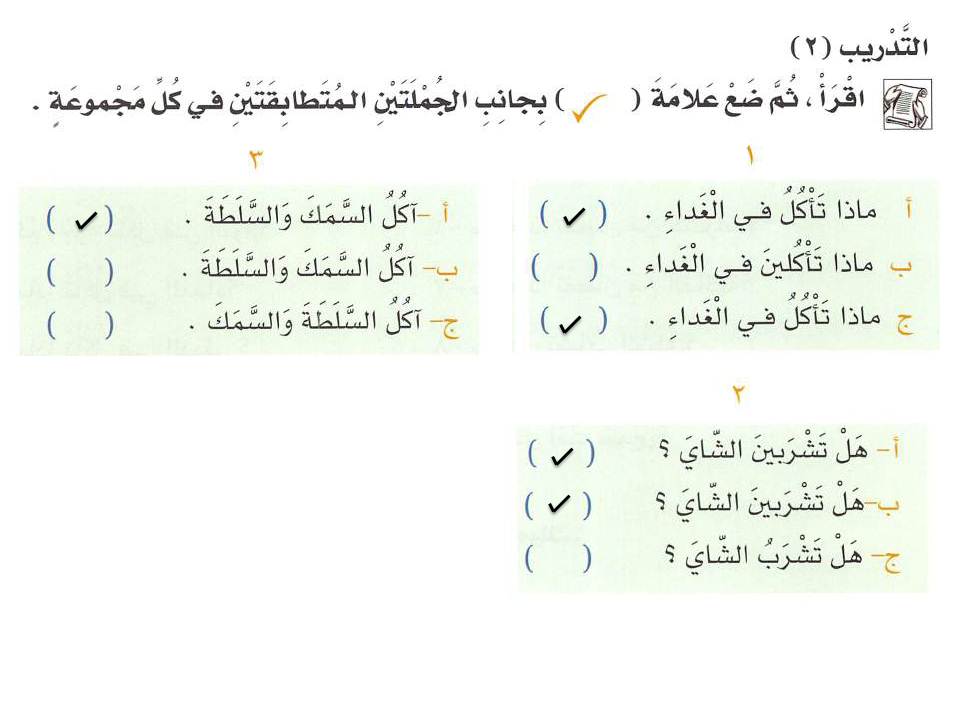 التَّدْريب (٢)
اقْرَأْ ، ثُمَّ ضَعْ عَلامَةَ ( ✓ ) بِجانِبِ الجُمْلَتَيْنِ المُتَطابِقَتَيْنِ في كُلِّ مَجْموعَةٍ .
١
أ ماذا تَأْكُلُ في الْغَداءِ . ( ✓ )
ب ماذا تَأْكُلينَ في الْغَداءِ . ( )
ج ماذا تَأْكُلُ في الْغَداءِ . ( ✓ )
٢
أ- هَلْ تَشْرَبينَ الشّايَ ؟ ( ✓ )
ب- هَلْ تَشْرَبينَ الشّايَ ؟ ( ✓ )
ج- هَلْ تَشْرَبُ الشّايَ ؟ ( )
٣
أ- آكُلُ السَّمَكَ وَالسَّلَطَةَ . ( ✓ )
ب- آكُلُ السَّمَكَ وَالسَّلَطَةَ . ( )
ج- آكُلُ السَّلَطَةَ وَالسَّمَكَ . ( )